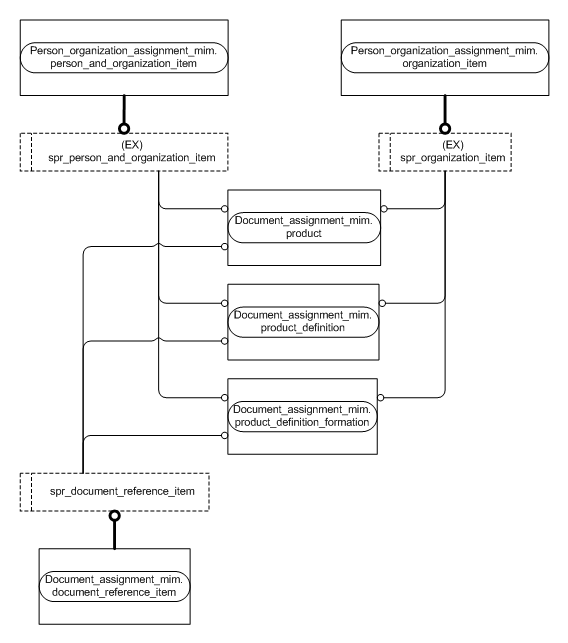 Person_organization_assignment_mim.
person_and_organization_item
Person_organization_assignment_mim.
organization_item
(EX)
spr_person_and_organization_item
(EX)
spr_organization_item
Document_assignment_mim.
product
Document_assignment_mim.
product_definition
Document_assignment_mim.
product_definition_formation
spr_document_reference_item
Document_assignment_mim.
document_reference_item